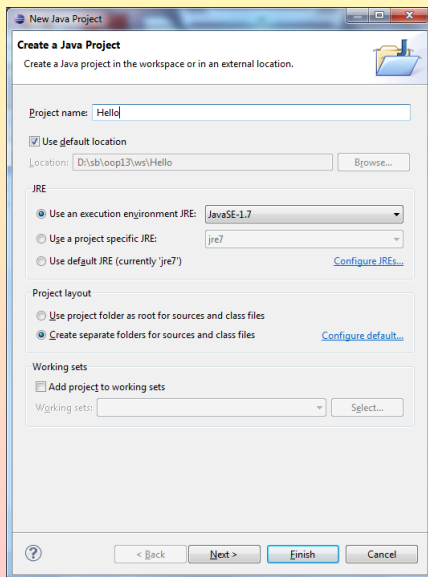 New Java Project
Create a Java Project
Create a Java project in the workspace or in an external location.
Project name: Hello
Use default location
Location: D:\sb\oop13\ws\Hello Browse...
JRE
Use an execution environment JRE: JavaSE-1.7
Use a project specific JRE: jre7
Use default JRE (currently 'jre7') Configure JREs...
Project layout
Use project folder as root for sources and class files
Create separate folders for sources and class files Configure default...
Working sets
Add project to working sets
Working sets: Select...
? < Back Next > Finish Cancel